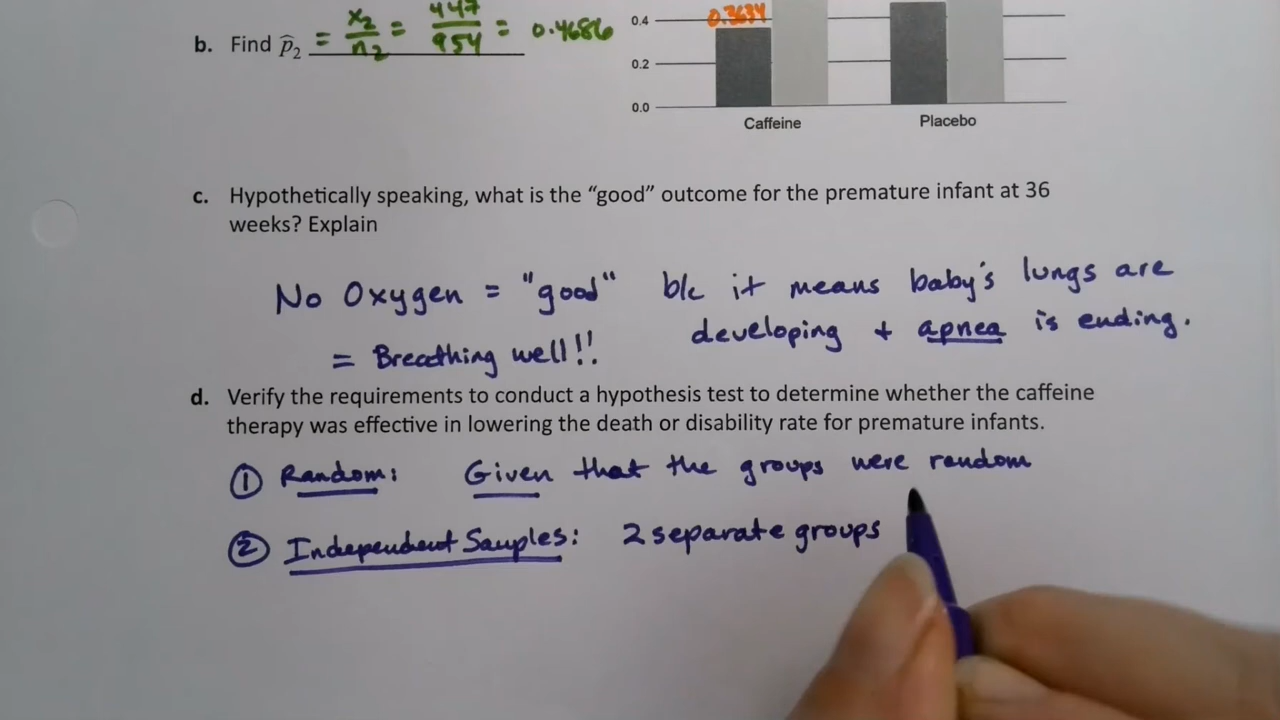 b. Find p̂₂ = x₂/n₂ = 447/954 = 0.4686
0.4
0.3634
0.2
0.0
Caffeine
Placebo
c. Hypothetically speaking, what is the “good” outcome for the premature infant at 36
weeks? Explain
No Oxygen = "good" b/c it means baby's lungs are
developing + apnea is ending.
= Breathing well!!
d. Verify the requirements to conduct a hypothesis test to determine whether the caffeine
therapy was effective in lowering the death or disability rate for premature infants.
① Random: Given that the groups were random
② Independent Samples: 2 separate groups